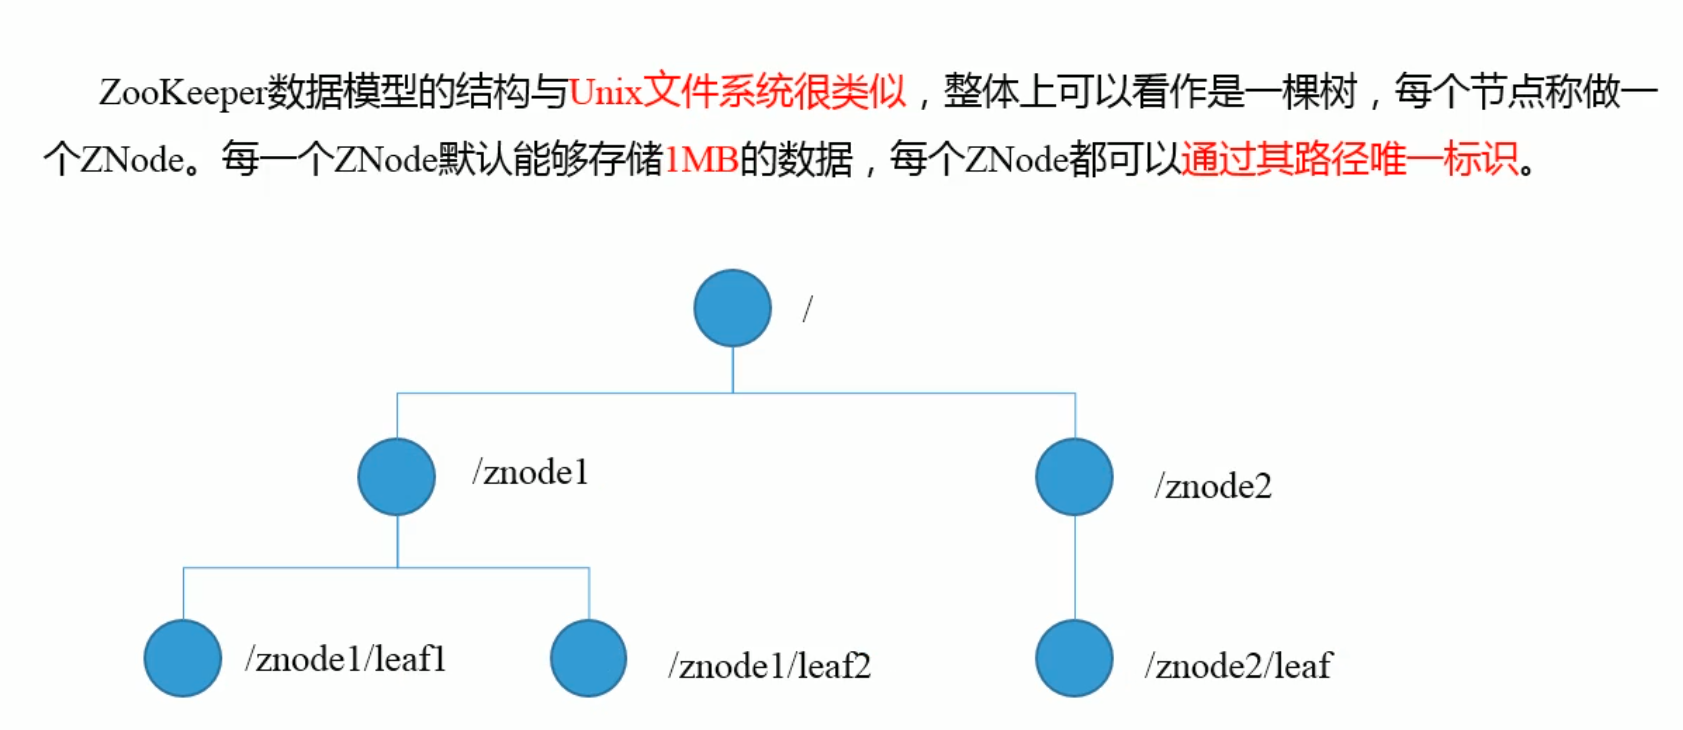 ZooKeeper数据模型的结构与Unix文件系统很类似，整体上可以看作是一棵树，每个节点称做一
个ZNode。每一个ZNode默认能够存储1MB的数据，每个ZNode都可以通过其路径唯一标识。
/
/znode1
/znode2
/znode1/leaf1
/znode1/leaf2
/znode2/leaf